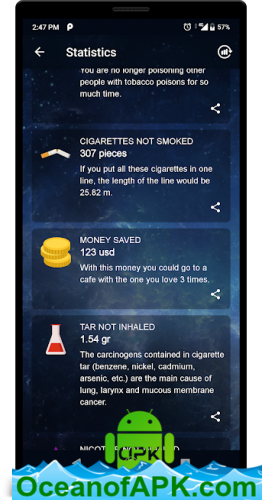 2:47 PM
57%
Statistics
You are no longer poisoning other
people with tobacco poisons for so
much time.
CIGARETTES NOT SMOKED
307 pieces
If you put all these cigarettes in one
line, the length of the line would be
25.82 m.
MONEY SAVED
123 usd
With this money you could go to a
cafe with the one you love 3 times.
TAR NOT INHALED
1.54 gr
The carcinogens contained in cigarette
tar (benzene, nickel, cadmium,
arsenic, etc.) are the main cause of
lung, larynx and mucous membrane
cancer.
APK
OceanofAPK.com